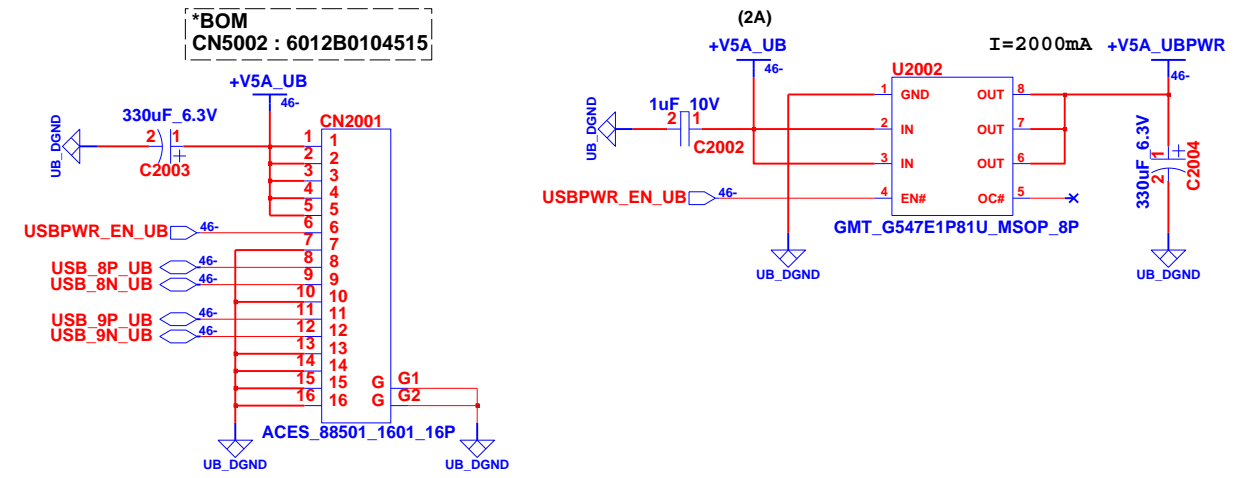 *BOM
CN5002 : 6012B0104515
+V5A_UB
46-
330uF_6.3V
2 1
+
C2003
UB_DGND
CN2001
1 1
2 2
3 3
4 4
5 5
USBPWR_EN_UB 46- 6 6
7 7
USB_8P_UB 46- 8 8
USB_8N_UB 46- 9 9
10 10
USB_9P_UB 46- 11 11
USB_9N_UB 46- 12 12
13 13
14 14
15 15 G G1
16 16 G G2
ACES_88501_1601_16P
UB_DGND
UB_DGND
(2A)
+V5A_UB
46-
I=2000mA
+V5A_UBPWR
46-
U2002
1 GND OUT 8
2 IN OUT 7
3 IN OUT 6
4 EN# OC# 5
GMT_G547E1P81U_MSOP_8P
1uF_10V
2 1
C2002
UB_DGND
USBPWR_EN_UB 46-
UB_DGND
330uF_6.3V
1 +
2
C2004
UB_DGND